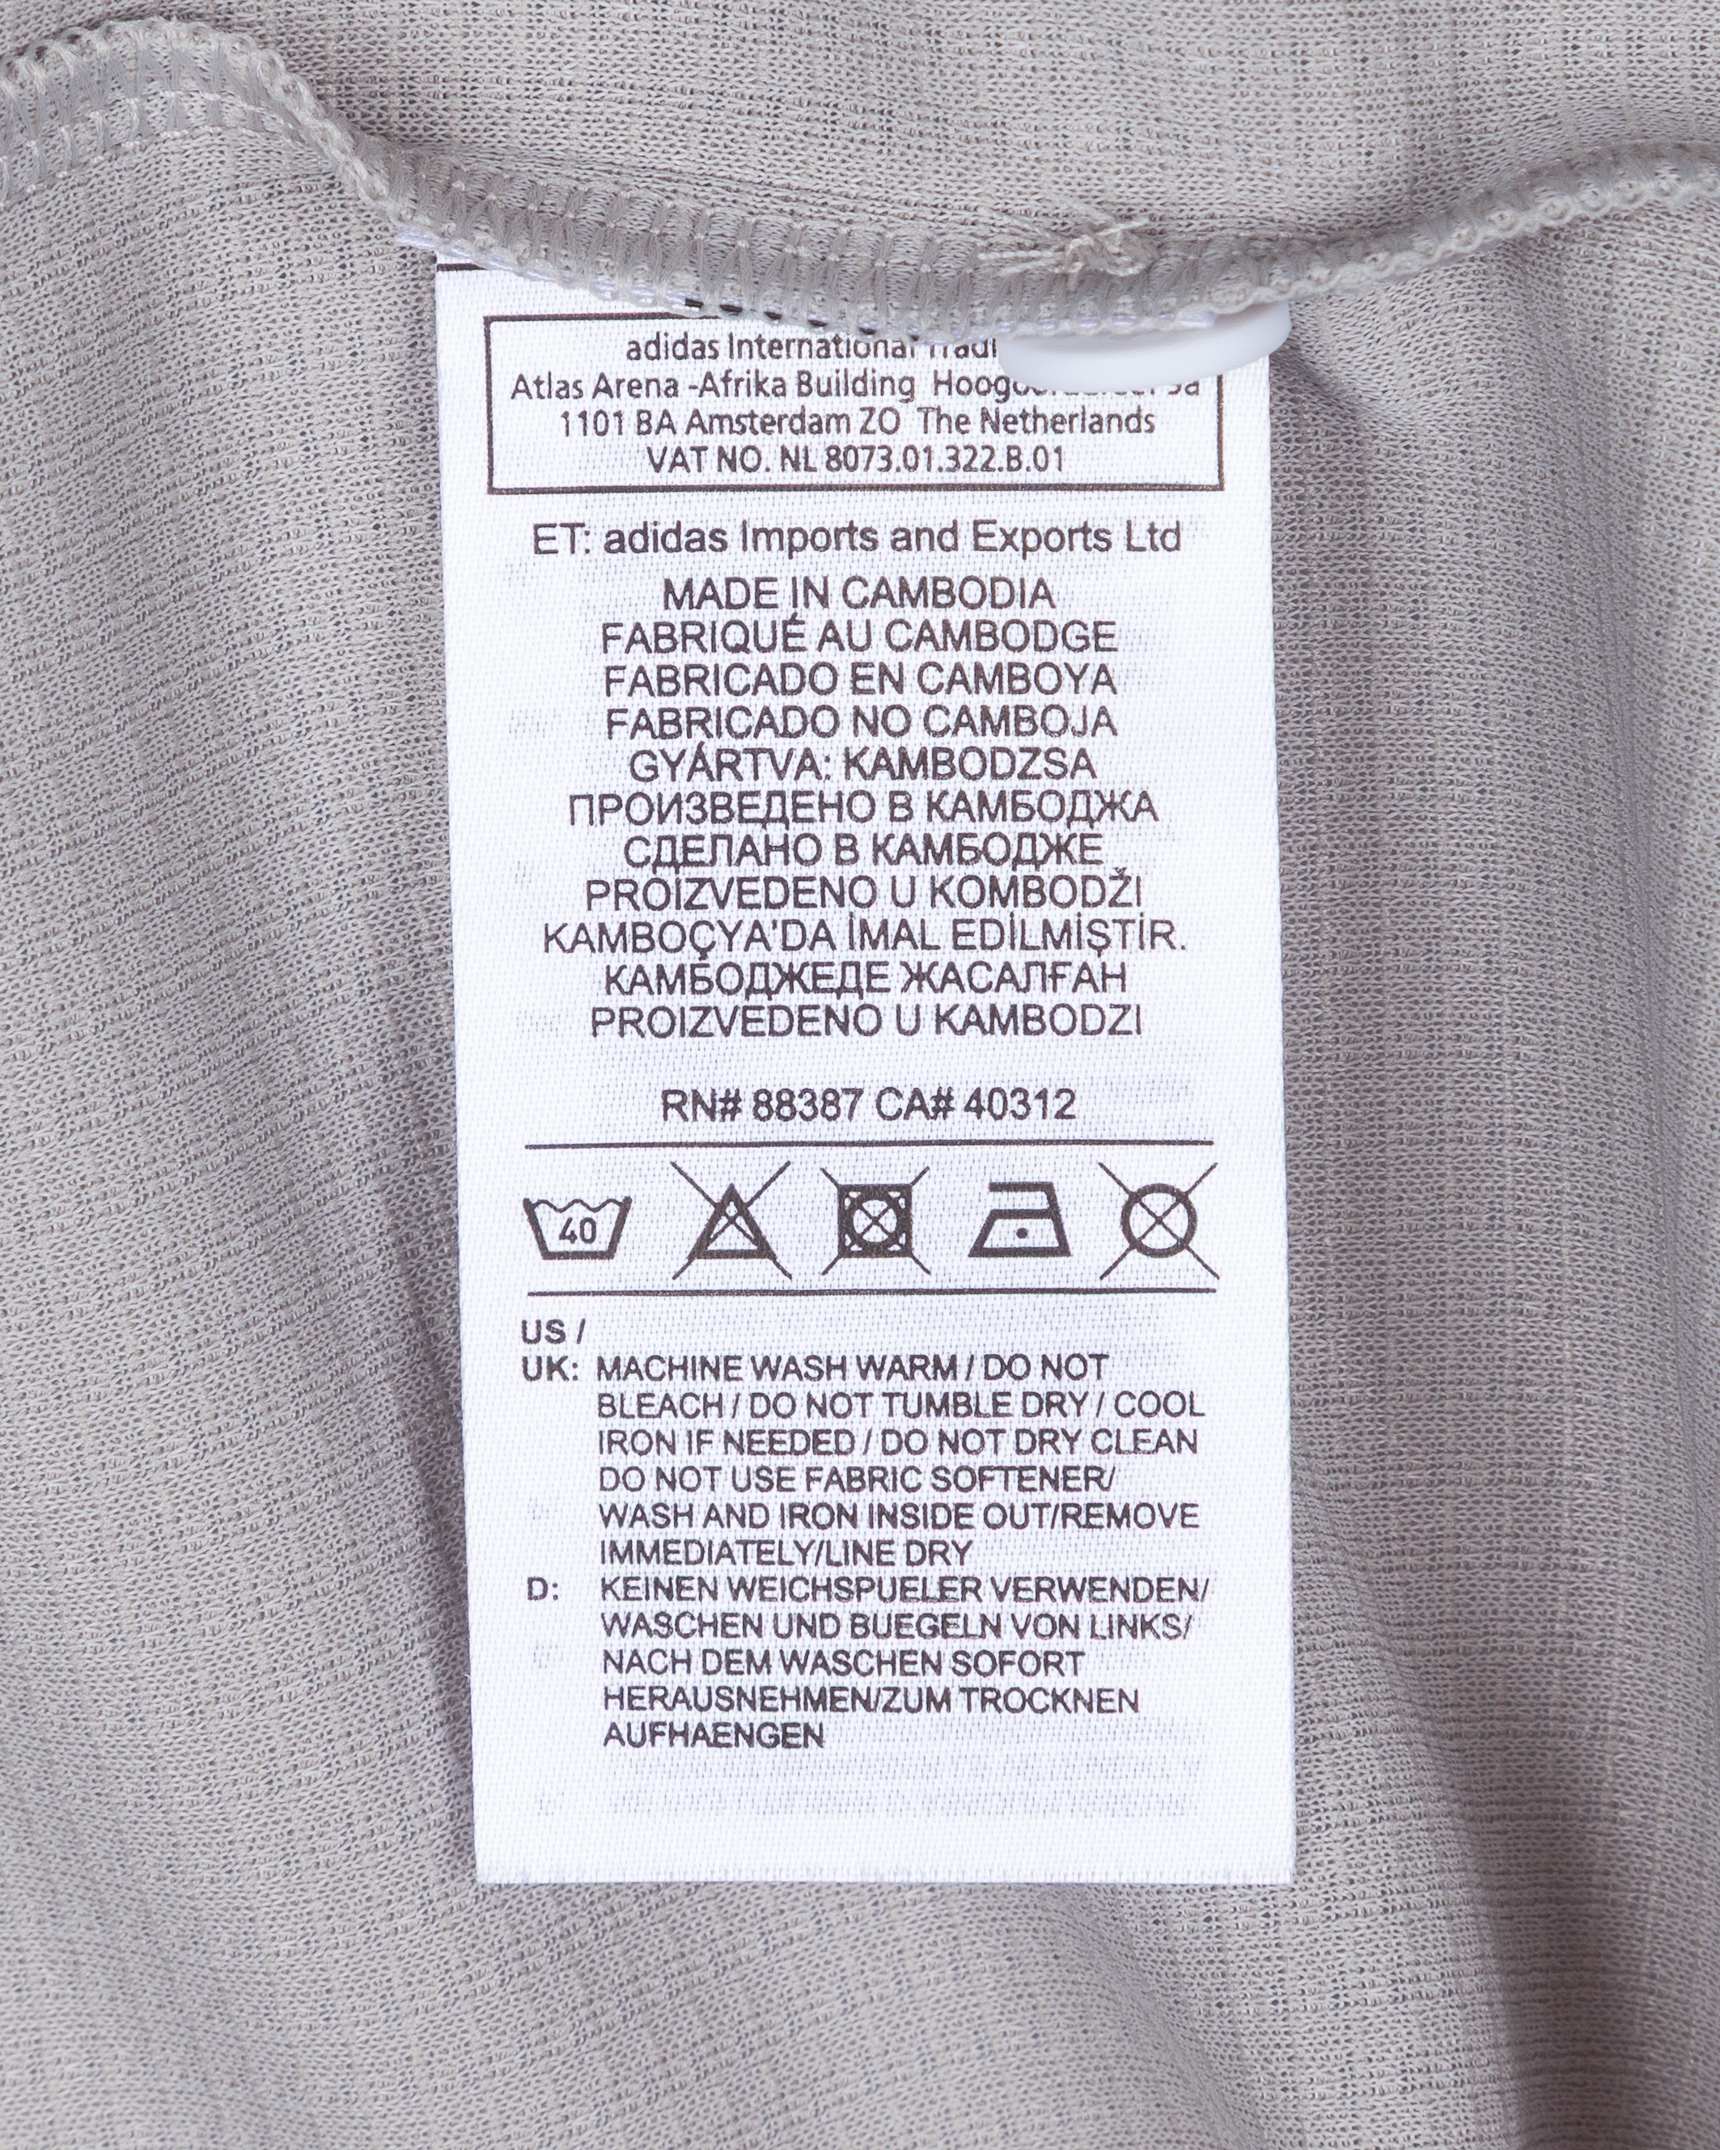 adidas International
Atlas Arena -Afrika Building
1101 BA Amsterdam ZO The Netherlands
VAT NO. NL 8073.01.322.B.01
ET: adidas Imports and Exports Ltd
MADE IN CAMBODIA
FABRIQUÉ AU CAMBODGE
FABRICADO EN CAMBOYA
FABRICADO NO CAMBOJA
GYÁRTVA: KAMBODZSA
ПРОИЗВЕДЕНО В КАМБОДЖА
СДЕЛАНО В КАМБОДЖЕ
PROIZVEDENO U KOMBODŽI
KAMBOÇYA'DA İMAL EDİLMİŞTİR.
КАМБОДЖЕДЕ ЖАСАЛҒАН
PROIZVEDENO U KAMBODZI
RN# 88387 CA# 40312
40
US /
UK: MACHINE WASH WARM / DO NOT
BLEACH / DO NOT TUMBLE DRY / COOL
IRON IF NEEDED / DO NOT DRY CLEAN
DO NOT USE FABRIC SOFTENER/
WASH AND IRON INSIDE OUT/REMOVE
IMMEDIATELY/LINE DRY
D: KEINEN WEICHSPUELER VERWENDEN/
WASCHEN UND BUEGELN VON LINKS/
NACH DEM WASCHEN SOFORT
HERAUSNEHMEN/ZUM TROCKNEN
AUFHAENGEN